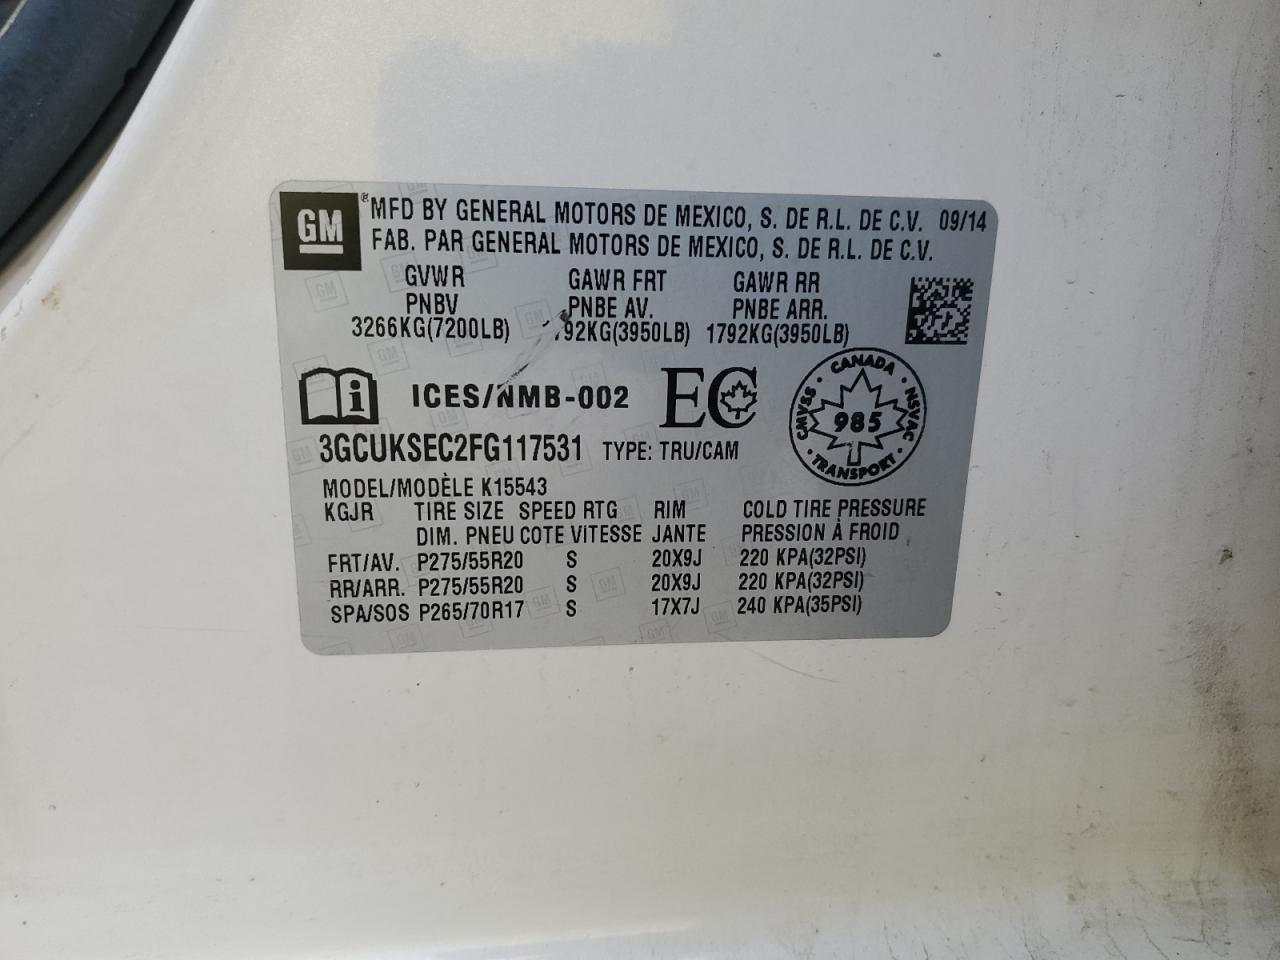 GM ® MFD BY GENERAL MOTORS DE MEXICO, S. DE R.L. DE C.V. 09/14
FAB. PAR GENERAL MOTORS DE MEXICO, S. DE R.L. DE C.V.
GVWR GAWR FRT GAWR RR
PNBV PNBE AV. PNBE ARR.
3266KG(7200LB) 792KG(3950LB) 1792KG(3950LB)
i ICES/NMB-002 EC
CANADA CMVSS NSVAC 985 TRANSPORT
3GCUKSEC2FG117531 TYPE: TRU/CAM
MODEL/MODÈLE K15543
KGJR TIRE SIZE SPEED RTG RIM COLD TIRE PRESSURE
DIM. PNEU COTE VITESSE JANTE PRESSION À FROID
FRT/AV. P275/55R20 S 20X9J 220 KPA(32PSI)
RR/ARR. P275/55R20 S 20X9J 220 KPA(32PSI)
SPA/SOS P265/70R17 S 17X7J 240 KPA(35PSI)